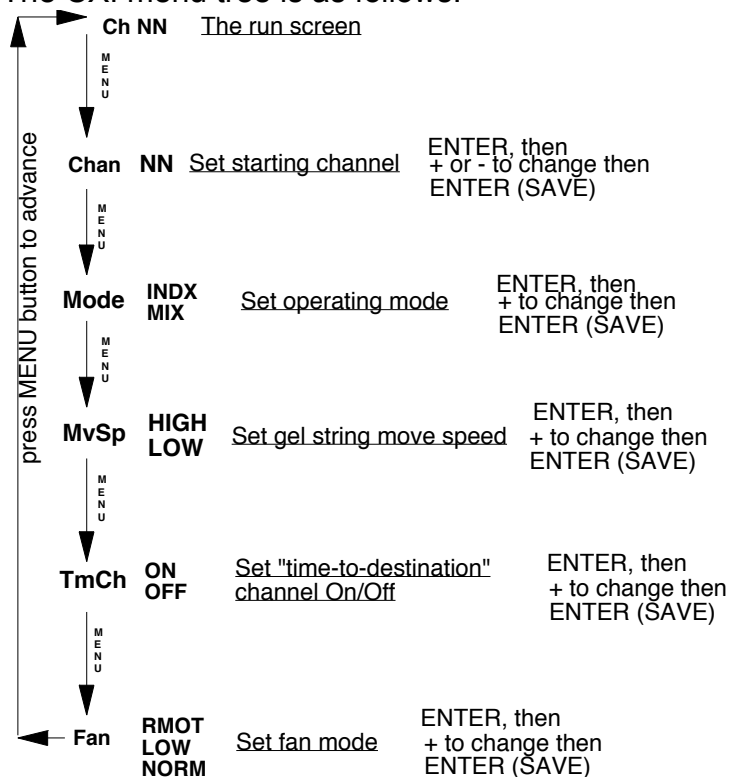 The CXI menu tree is as follows:
Ch NN The run screen
MENU
Chan NN Set starting channel
ENTER, then
+ or - to change then
ENTER (SAVE)
MENU
press MENU button to advance
Mode
INDX
MIX
Set operating mode
ENTER, then
+ to change then
ENTER (SAVE)
MENU
MvSp
HIGH
LOW
Set gel string move speed
ENTER, then
+ to change then
ENTER (SAVE)
MENU
TmCh
ON
OFF
Set "time-to-destination"
channel On/Off
ENTER, then
+ to change then
ENTER (SAVE)
MENU
Fan
RMOT
LOW
NORM
Set fan mode
ENTER, then
+ to change then
ENTER (SAVE)